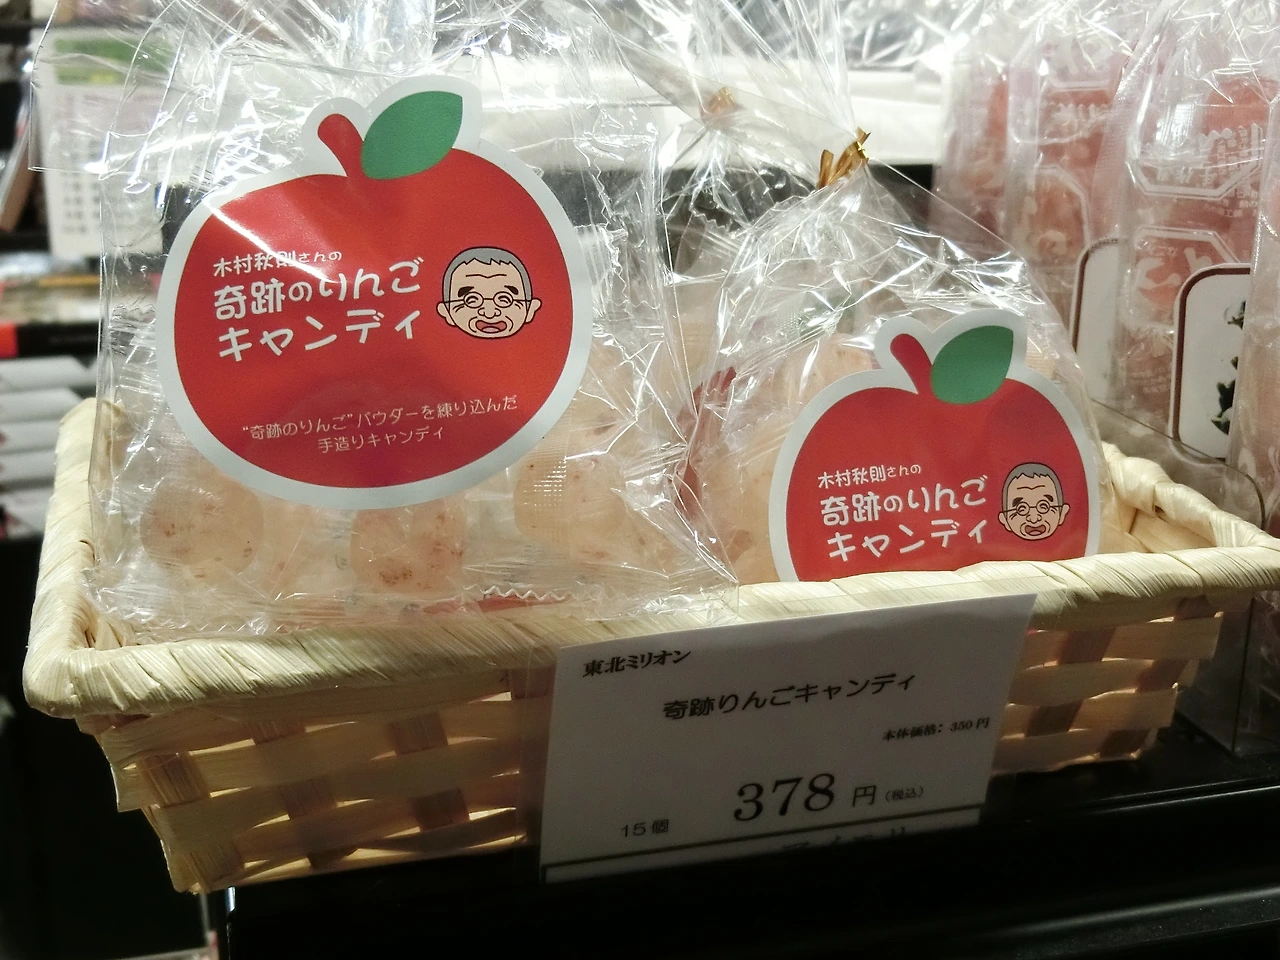 木村秋則さんの
奇跡のりんご
キャンディ
“奇跡のりんご”パウダーを練り込んだ
手造りキャンディ
木村秋則さんの
奇跡のりんご
キャンディ
東北ミリオン
奇跡りんごキャンディ
本体価格：350円
378円（税込）
15個